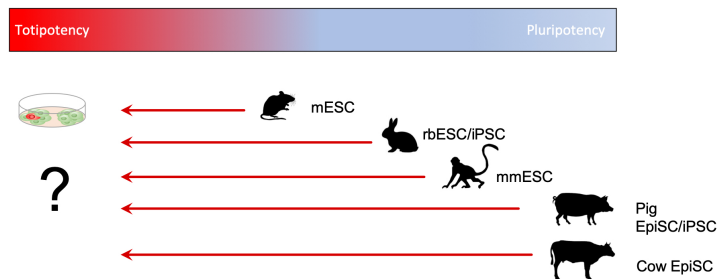 Totipotency Pluripotency
mESC
rbESC/iPSC
?
mmESC
Pig
EpiSC/iPSC
Cow EpiSC